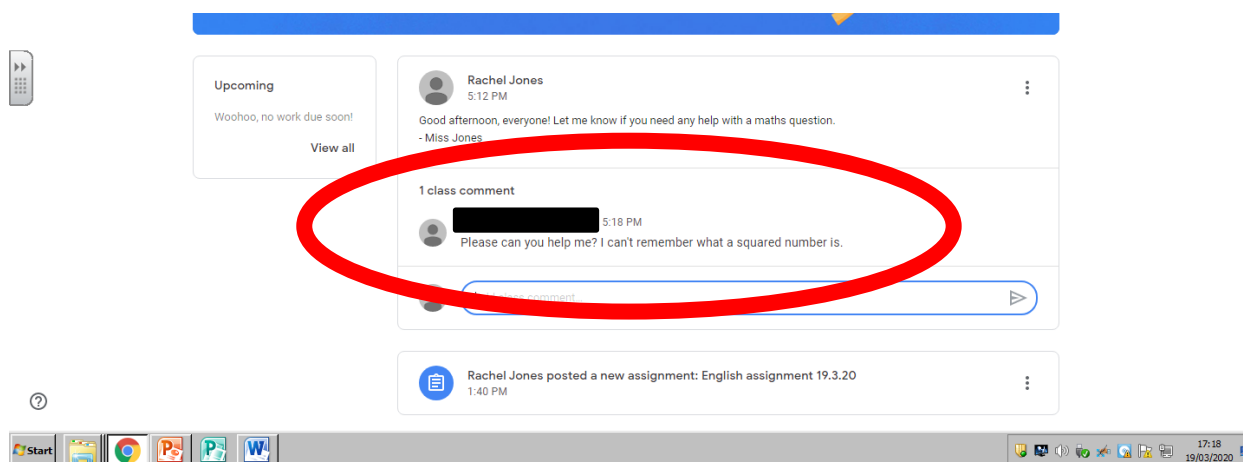 Upcoming
Woohoo, no work due soon!
View all
Rachel Jones
5:12 PM
Good afternoon, everyone! Let me know if you need any help with a maths question.
- Miss Jones
1 class comment
5:18 PM
Please can you help me? I can't remember what a squared number is.
class comment...
Rachel Jones posted a new assignment: English assignment 19.3.20
1:40 PM
Start
17:18
19/03/2020